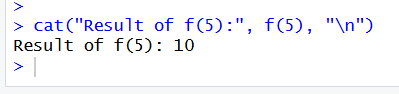 >
> cat("Result of f(5):", f(5), "\n")
Result of f(5): 10
>